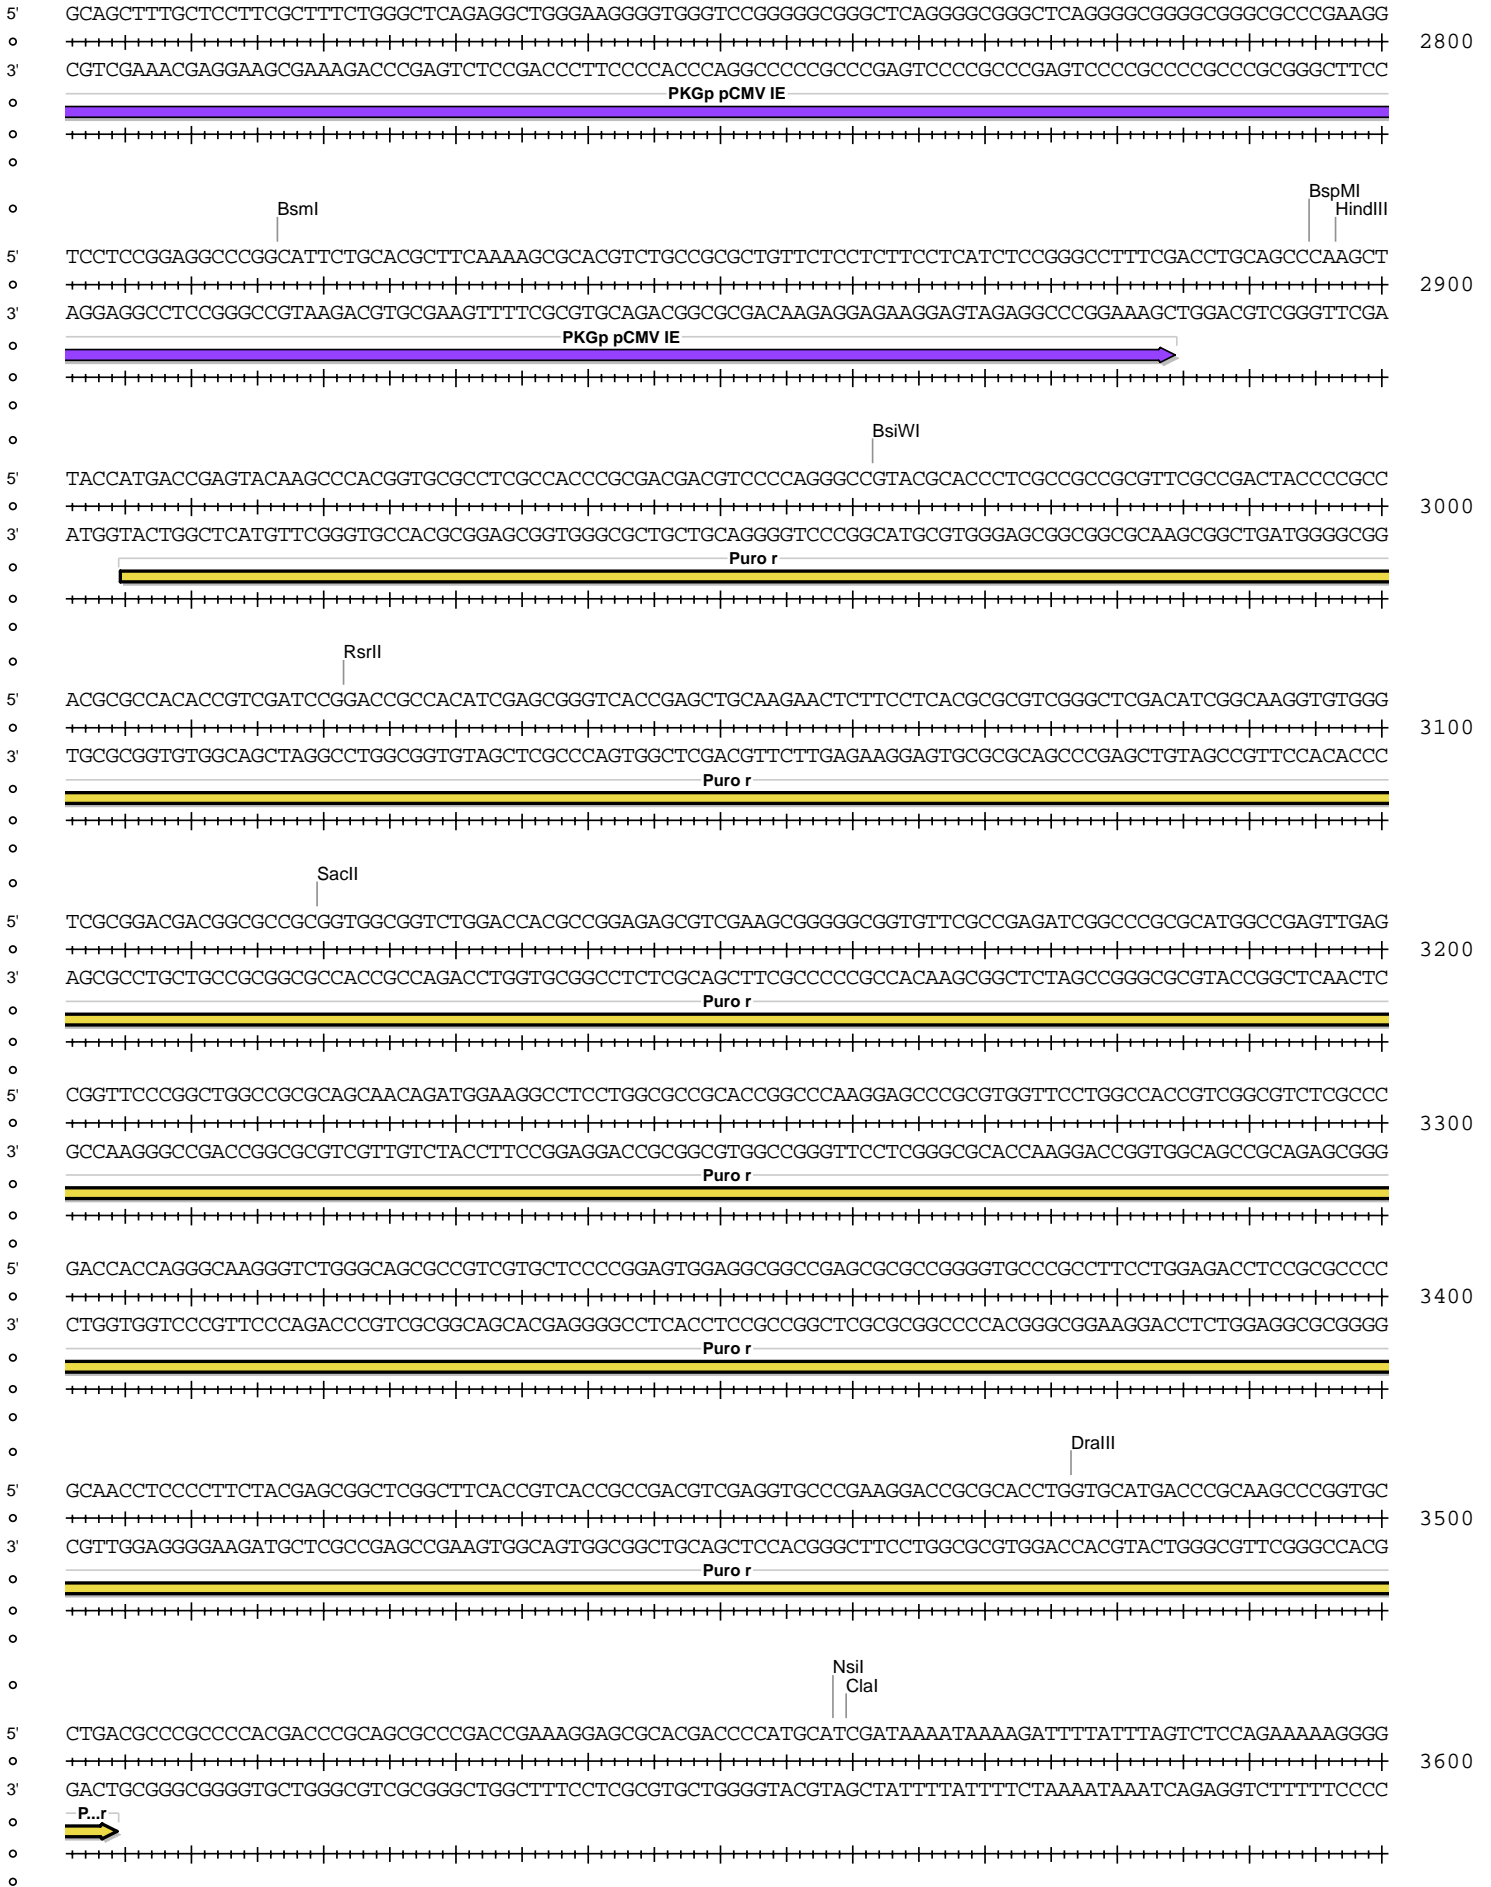 5' GCAGCTTTGCTCCTTCGCTTTCTGGGCTCAGAGGCTGGGAAGGGGTGGGTCCGGGGGCGGGCTCAGGGGCGGGCTCAGGGGCGGGGCGGGCGCCCGAAGG
2800
3' CGTCGAAACGAGGAAGCGAAAGACCCGAGTCTCCGACCCTTCCCCACCCAGGCCCCCGCCCGAGTCCCCGCCCGAGTCCCCGCCCCGCCCGCGGGCTTCC
PKGp pCMV IE
BspMI
BsmI HindIII
5' TCCTCCGGAGGCCCGGCATTCTGCACGCTTCAAAAGCGCACGTCTGCCGCGCTGTTCTCCTCTTCCTCATCTCCGGGCCTTTCGACCTGCAGCCCAAGCT
2900
3' AGGAGGCCTCCGGGCCGTAAGACGTGCGAAGTTTTCGCGTGCAGACGGCGCGACAAGAGGAGAAGGAGTAGAGGCCCGGAAAGCTGGACGTCGGGTTCGA
PKGp pCMV IE
BsiWI
5' TACCATGACCGAGTACAAGCCCACGGTGCGCCTCGCCACCCGCGACGACGTCCCCAGGGCCGTACGCACCCTCGCCGCCGCGTTCGCCGACTACCCCGCC
3000
3' ATGGTACTGGCTCATGTTCGGGTGCCACGCGGAGCGGTGGGCGCTGCTGCAGGGGTCCCGGCATGCGTGGGAGCGGCGGCGCAAGCGGCTGATGGGGCGG
Puro r
RsrII
5' ACGCGCCACACCGTCGATCCGGACCGCCACATCGAGCGGGTCACCGAGCTGCAAGAACTCTTCCTCACGCGCGTCGGGCTCGACATCGGCAAGGTGTGGG
3100
3' TGCGCGGTGTGGCAGCTAGGCCTGGCGGTGTAGCTCGCCCAGTGGCTCGACGTTCTTGAGAAGGAGTGCGCGCAGCCCGAGCTGTAGCCGTTCCACACCC
Puro r
SacII
5' TCGCGGACGACGGCGCCGCGGTGGCGGTCTGGACCACGCCGGAGAGCGTCGAAGCGGGGGCGGTGTTCGCCGAGATCGGCCCGCGCATGGCCGAGTTGAG
3200
3' AGCGCCTGCTGCCGCGGCGCCACCGCCAGACCTGGTGCGGCCTCTCGCAGCTTCGCCCCCGCCACAAGCGGCTCTAGCCGGGCGCGTACCGGCTCAACTC
Puro r
5' CGGTTCCCGGCTGGCCGCGCAGCAACAGATGGAAGGCCTCCTGGCGCCGCACCGGCCCAAGGAGCCCGCGTGGTTCCTGGCCACCGTCGGCGTCTCGCCC
3300
3' GCCAAGGGCCGACCGGCGCGTCGTTGTCTACCTTCCGGAGGACCGCGGCGTGGCCGGGTTCCTCGGGCGCACCAAGGACCGGTGGCAGCCGCAGAGCGGG
Puro r
5' GACCACCAGGGCAAGGGTCTGGGCAGCGCCGTCGTGCTCCCCGGAGTGGAGGCGGCCGAGCGCGCCGGGGTGCCCGCCTTCCTGGAGACCTCCGCGCCCC
3400
3' CTGGTGGTCCCGTTCCCAGACCCGTCGCGGCAGCACGAGGGGCCTCACCTCCGCCGGCTCGCGCGGCCCCACGGGCGGAAGGACCTCTGGAGGCGCGGGG
Puro r
DraIII
5' GCAACCTCCCCTTCTACGAGCGGCTCGGCTTCACCGTCACCGCCGACGTCGAGGTGCCCGAAGGACCGCGCACCTGGTGCATGACCCGCAAGCCCGGTGC
3500
3' CGTTGGAGGGGAAGATGCTCGCCGAGCCGAAGTGGCAGTGGCGGCTGCAGCTCCACGGGCTTCCTGGCGCGTGGACCACGTACTGGGCGTTCGGGCCACG
Puro r
NsiI
ClaI
5' CTGACGCCCGCCCCACGACCCGCAGCGCCCGACCGAAAGGAGCGCACGACCCCATGCATCGATAAAATAAAAGATTTTATTTAGTCTCCAGAAAAAGGGG
3600
3' GACTGCGGGCGGGGTGCTGGGCGTCGCGGGCTGGCTTTCCTCGCGTGCTGGGGTACGTAGCTATTTTATTTTCTAAAATAAATCAGAGGTCTTTTTCCCC
P...r